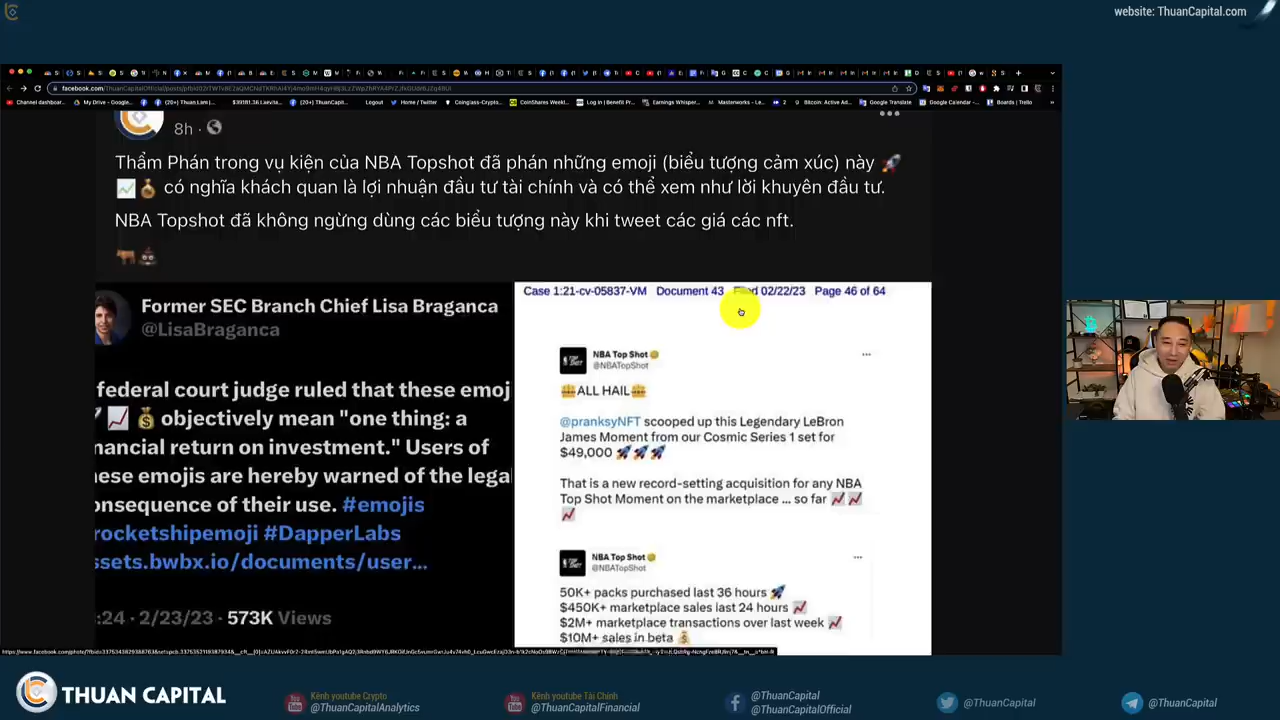 website: ThuanCapital.com
8h ·
Thẩm Phán trong vụ kiện của NBA Topshot đã phán những emoji (biểu tượng cảm xúc) này 🚀
📈💰 có nghĩa khách quan là lợi nhuận đầu tư tài chính và có thể xem như lời khuyên đầu tư.
NBA Topshot đã không ngừng dùng các biểu tượng này khi tweet các giá các nft.
Former SEC Branch Chief Lisa Braganca
@LisaBraganca
federal court judge ruled that these emoj
📈 💰 objectively mean "one thing: a
nancial return on investment." Users of
ese emojis are hereby warned of the legal
onsequence of their use. #emojis
rocketshipemoji #DapperLabs
ssets.bwbx.io/documents/user...
:24 · 2/23/23 · 573K Views
Case 1:21-cv-05837-VM Document 43 Filed 02/22/23 Page 46 of 64
NBA Top Shot
@NBATopShot
ALL HAIL
@pranksyNFT scooped up this Legendary LeBron
James Moment from our Cosmic Series 1 set for
$49,000 🚀🚀🚀
That is a new record-setting acquisition for any NBA
Top Shot Moment on the marketplace ... so far 📈📈
📈
NBA Top Shot
@NBATopShot
50K+ packs purchased last 36 hours 🚀
$450K+ marketplace sales last 24 hours 📈
$2M+ marketplace transactions over last week 📈
$10M+ sales in beta 💰
THUAN CAPITAL
Kênh youtube Crypto
@ThuanCapitalAnalytics
Kênh youtube Tài Chính
@ThuanCapitalFinancial
@ThuanCapital
@ThuanCapitalOfficial
@ThuanCapital
@ThuanCapital